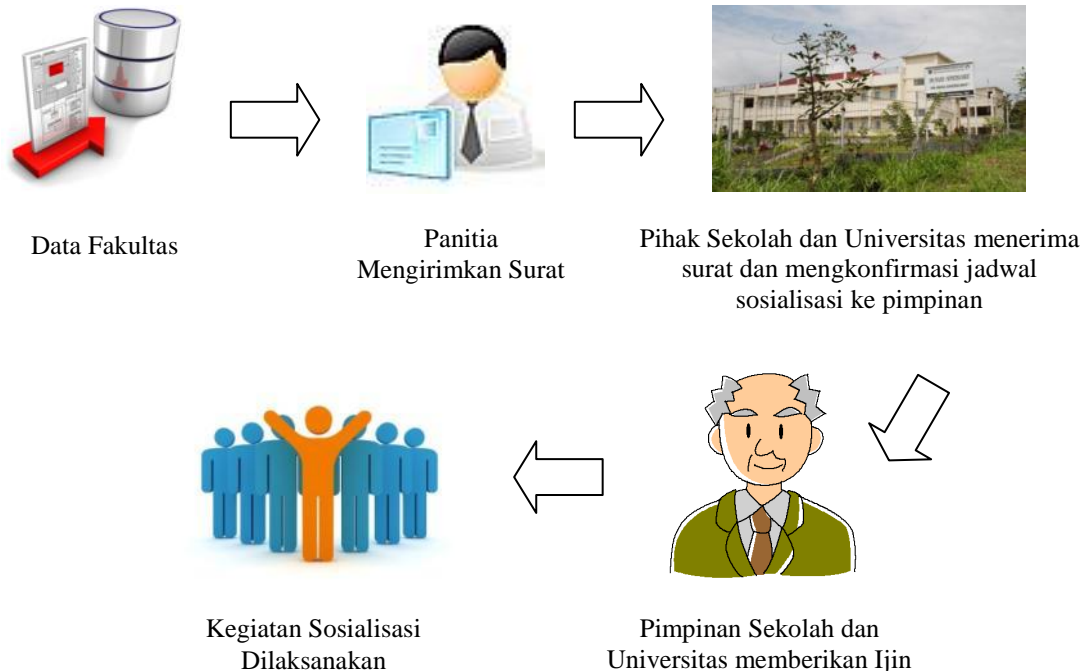 Data Fakultas
Panitia
Mengirimkan Surat
Pihak Sekolah dan Universitas menerima
surat dan mengkonfirmasi jadwal
sosialisasi ke pimpinan
Kegiatan Sosialisasi
Dilaksanakan
Pimpinan Sekolah dan
Universitas memberikan Ijin